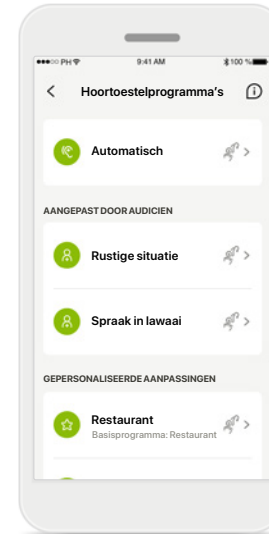 PH 9:41 AM 100 %
Hoortoestelprogramma's
Automatisch
AANGEPAST DOOR AUDICIEN
Rustige situatie
Spraak in lawaai
GEPERSONALISEERDE AANPASSINGEN
Restaurant
Basisprogramma: Restaurant